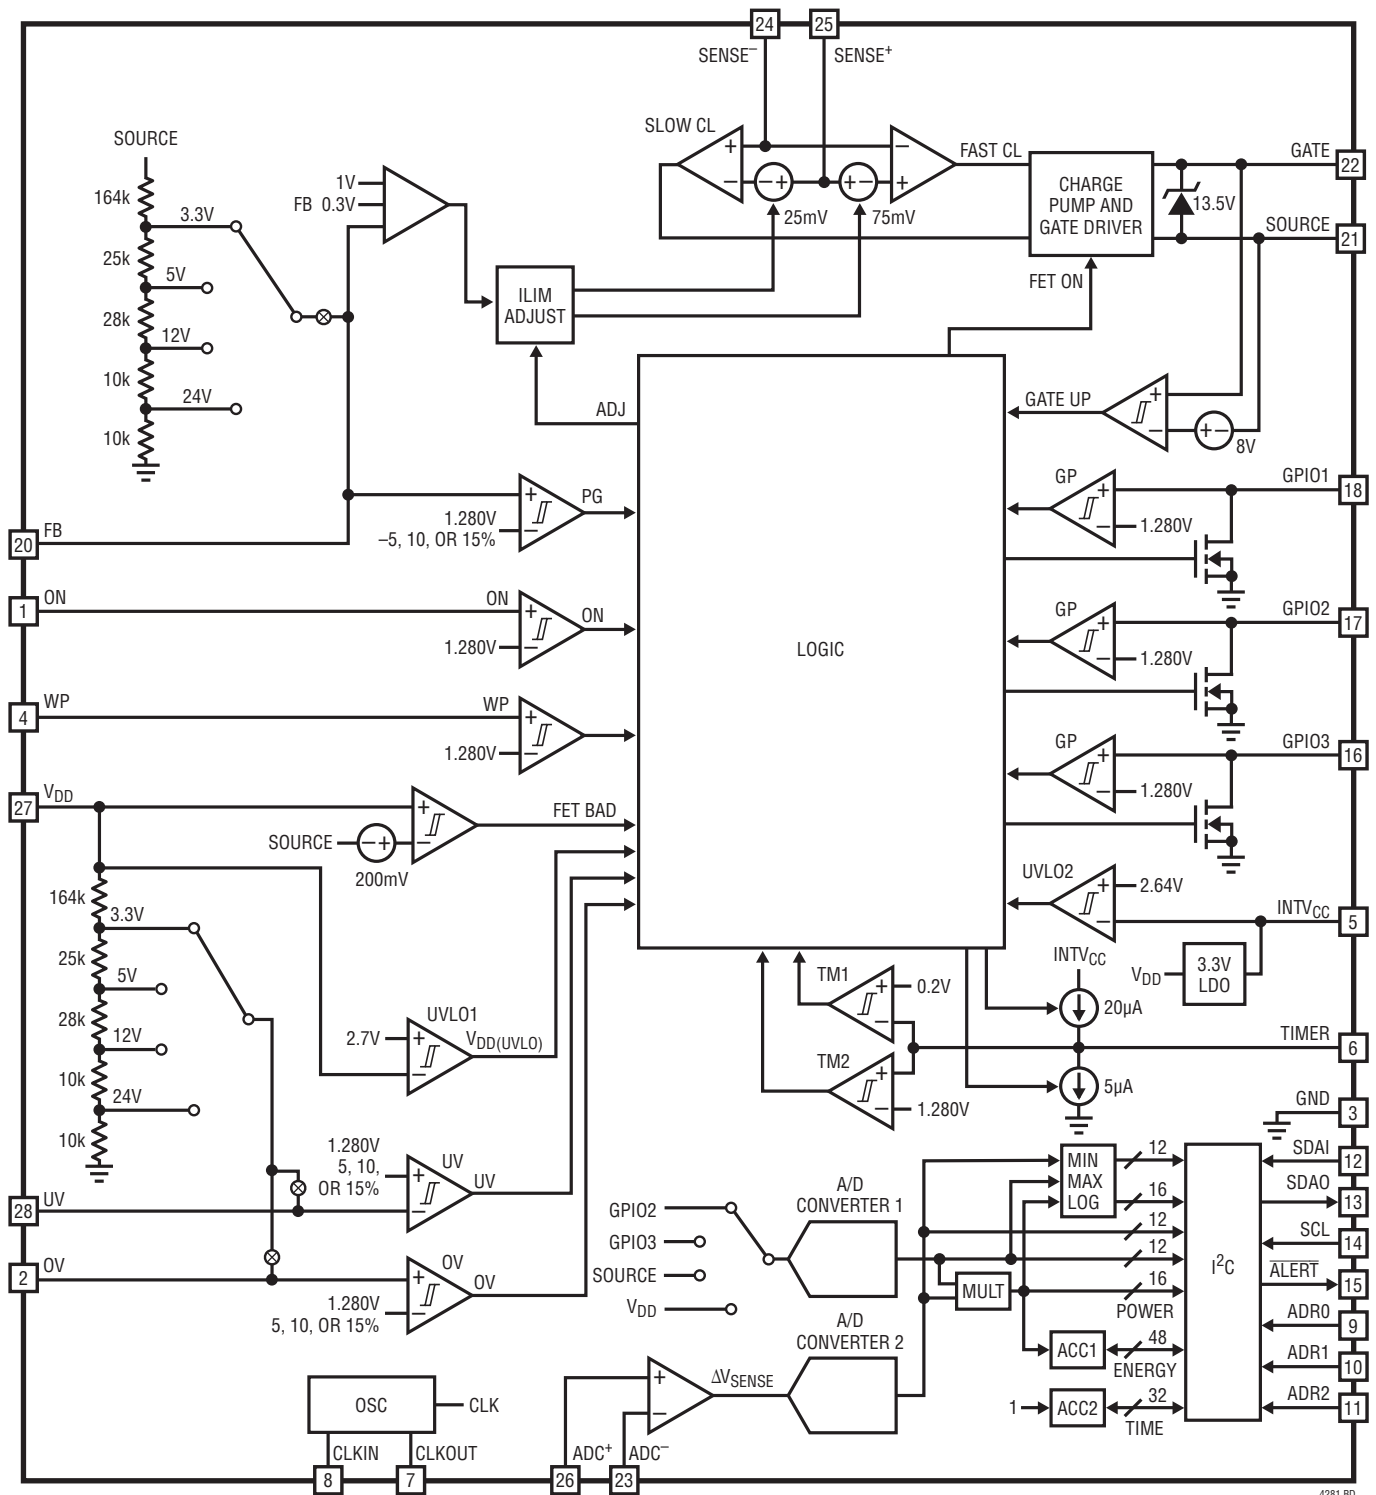 24
25
SENSE–
SENSE+
SOURCE
164k
3.3V
25k
5V
28k
12V
10k
24V
10k
1V
FB 0.3V
ILIM
ADJUST
SLOW CL
+
–
–+
25mV
+–
75mV
–
+
FAST CL
CHARGE
PUMP AND
GATE DRIVER
FET ON
13.5V
GATE
22
SOURCE
21
ADJ
LOGIC
GATE UP
+
–
+–
8V
20
FB
+
–
PG
1.280V
–5, 10, OR 15%
1
ON
ON
+
–
ON
1.280V
4
WP
WP
+
–
1.280V
27
VDD
+
–
SOURCE
–+
200mV
FET BAD
164k
3.3V
25k
5V
28k
12V
10k
24V
10k
2.7V
UVLO1
+
–
VDD(UVLO)
1.280V
5, 10,
OR 15%
UV
+
–
UV
28
UV
2
OV
OV
+
–
OV
1.280V
5, 10, OR 15%
GP
+
–
1.280V
GPIO1
18
GP
+
–
1.280V
GPIO2
17
GP
+
–
1.280V
GPIO3
16
UVLO2
+
–
2.64V
INTVCC
5
VDD
3.3V
LDO
TM1
+
–
0.2V
INTVCC
20µA
TIMER
6
TM2
+
–
1.280V
5µA
GND
3
GPIO2
GPIO3
SOURCE
VDD
A/D
CONVERTER 1
A/D
CONVERTER 2
+
–
ΔVSENSE
MIN
MAX
LOG
12
16
12
12
MULT
16
POWER
ACC1
48
ENERGY
1
ACC2
32
TIME
I2C
SDAI
12
SDAO
13
SCL
14
ALERT
15
ADR0
9
ADR1
10
ADR2
11
OSC
CLK
CLKIN
8
CLKOUT
7
ADC+
26
ADC–
23
4281 BD